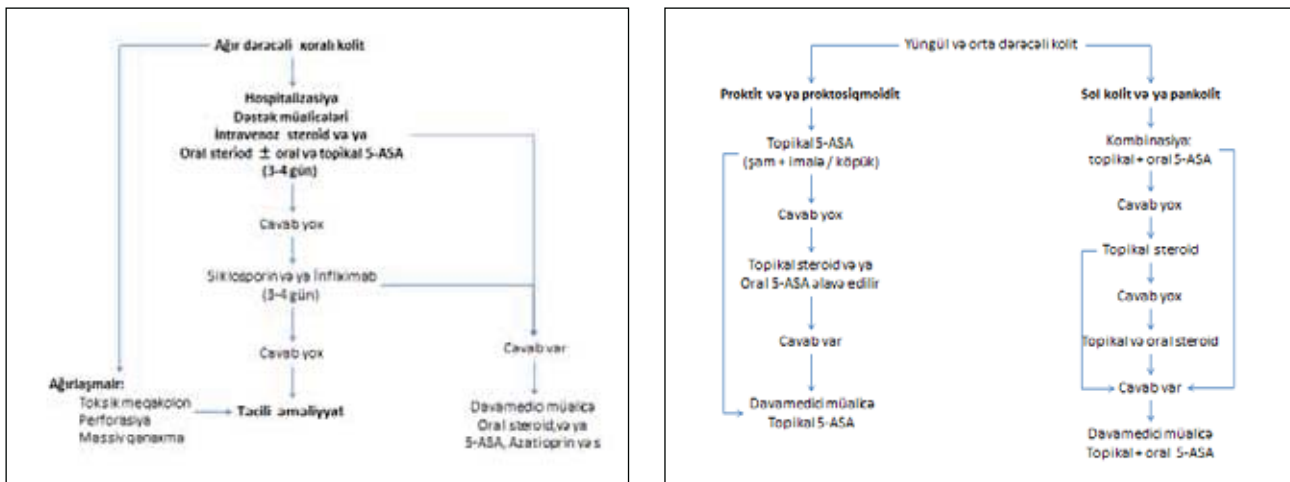 Ağır dərəcəli xoralı kolit
Hospitalizasiya
Dəstək müalicələri
İntravenoz steroid və ya
Oral steriod ± oral və topikal 5-ASA
(3-4 gün)
Cavab yox
Siklosporin və ya İnfliximab
(3-4 gün)
Cavab yox
Cavab var
Ağırlaşmalr:
Toksik meqakolon
Perforasiya
Massiv qanaxma
Təcili əməliyyat
Davamedici müalicə
Oral steroid,və ya
5-ASA, Azatioprin və s
Yüngül və orta dərəcəli kolit
Proktit və ya proktosiqmoidit
Topikal 5-ASA
(şam + imalə / köpük)
Cavab yox
Topikal steroid və ya
Oral 5-ASA əlavə edilir
Cavab var
Davamedici müalicə
Topikal 5-ASA
Sol kolit və ya pankolit
Kombinasiya:
topikal + oral 5-ASA
Cavab yox
Topikal steroid
Cavab yox
Topikal və oral steroid
Cavab var
Davamedici müalicə
Topikal + oral 5-ASA